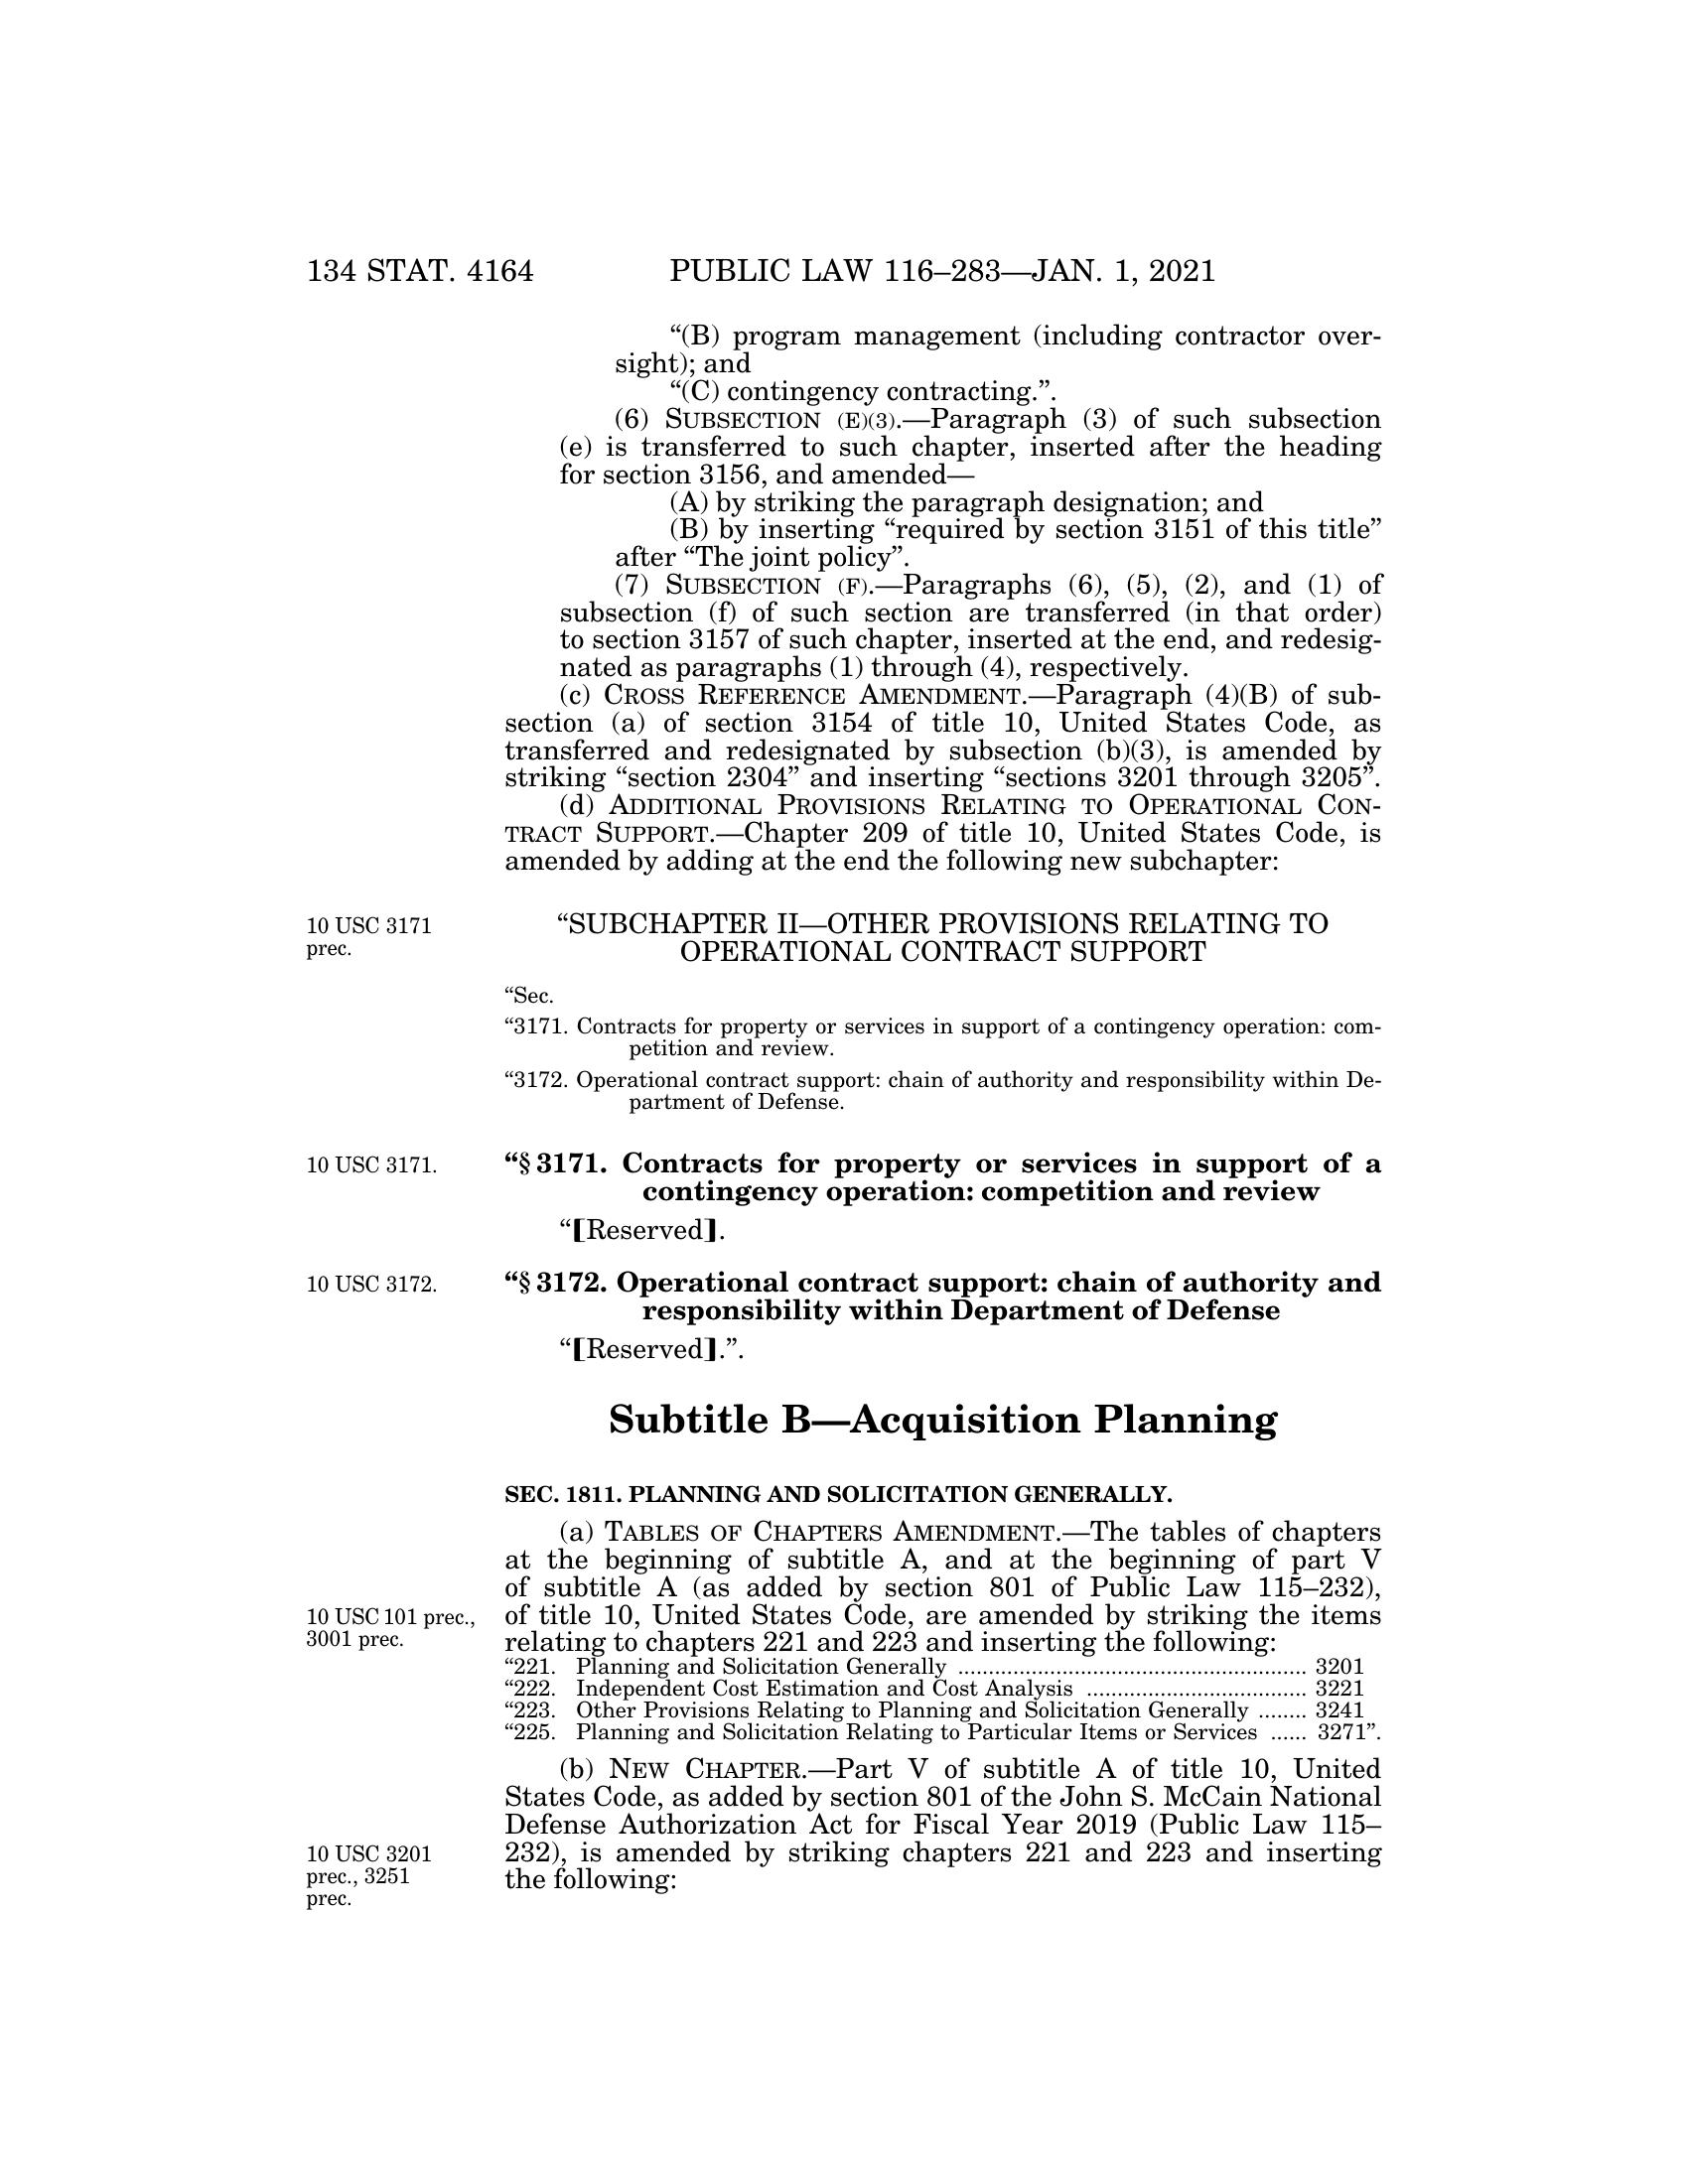 134 STAT. 4164 PUBLIC LAW 116–283—JAN. 1, 2021
“(B) program management (including contractor over-
sight); and
“(C) contingency contracting.”.
(6) SUBSECTION (E)(3).—Paragraph (3) of such subsection
(e) is transferred to such chapter, inserted after the heading
for section 3156, and amended—
(A) by striking the paragraph designation; and
(B) by inserting “required by section 3151 of this title”
after “The joint policy”.
(7) SUBSECTION (F).—Paragraphs (6), (5), (2), and (1) of
subsection (f) of such section are transferred (in that order)
to section 3157 of such chapter, inserted at the end, and redesig-
nated as paragraphs (1) through (4), respectively.
(c) CROSS REFERENCE AMENDMENT.—Paragraph (4)(B) of sub-
section (a) of section 3154 of title 10, United States Code, as
transferred and redesignated by subsection (b)(3), is amended by
striking “section 2304” and inserting “sections 3201 through 3205”.
(d) ADDITIONAL PROVISIONS RELATING TO OPERATIONAL CON-
TRACT SUPPORT.—Chapter 209 of title 10, United States Code, is
amended by adding at the end the following new subchapter:
10 USC 3171
prec.
“SUBCHAPTER II—OTHER PROVISIONS RELATING TO
OPERATIONAL CONTRACT SUPPORT
“Sec.
“3171. Contracts for property or services in support of a contingency operation: com-
petition and review.
“3172. Operational contract support: chain of authority and responsibility within De-
partment of Defense.
10 USC 3171.
“§ 3171. Contracts for property or services in support of a
contingency operation: competition and review
“[Reserved].
10 USC 3172.
“§ 3172. Operational contract support: chain of authority and
responsibility within Department of Defense
“[Reserved].”.
Subtitle B—Acquisition Planning
SEC. 1811. PLANNING AND SOLICITATION GENERALLY.
(a) TABLES OF CHAPTERS AMENDMENT.—The tables of chapters
at the beginning of subtitle A, and at the beginning of part V
of subtitle A (as added by section 801 of Public Law 115–232),
of title 10, United States Code, are amended by striking the items
relating to chapters 221 and 223 and inserting the following:
10 USC 101 prec.,
3001 prec.
“221. Planning and Solicitation Generally ..................................................... 3201
“222. Independent Cost Estimation and Cost Analysis .................................. 3221
“223. Other Provisions Relating to Planning and Solicitation Generally ........ 3241
“225. Planning and Solicitation Relating to Particular Items or Services ...... 3271”.
(b) NEW CHAPTER.—Part V of subtitle A of title 10, United
States Code, as added by section 801 of the John S. McCain National
Defense Authorization Act for Fiscal Year 2019 (Public Law 115–
232), is amended by striking chapters 221 and 223 and inserting
the following:
10 USC 3201
prec., 3251
prec.